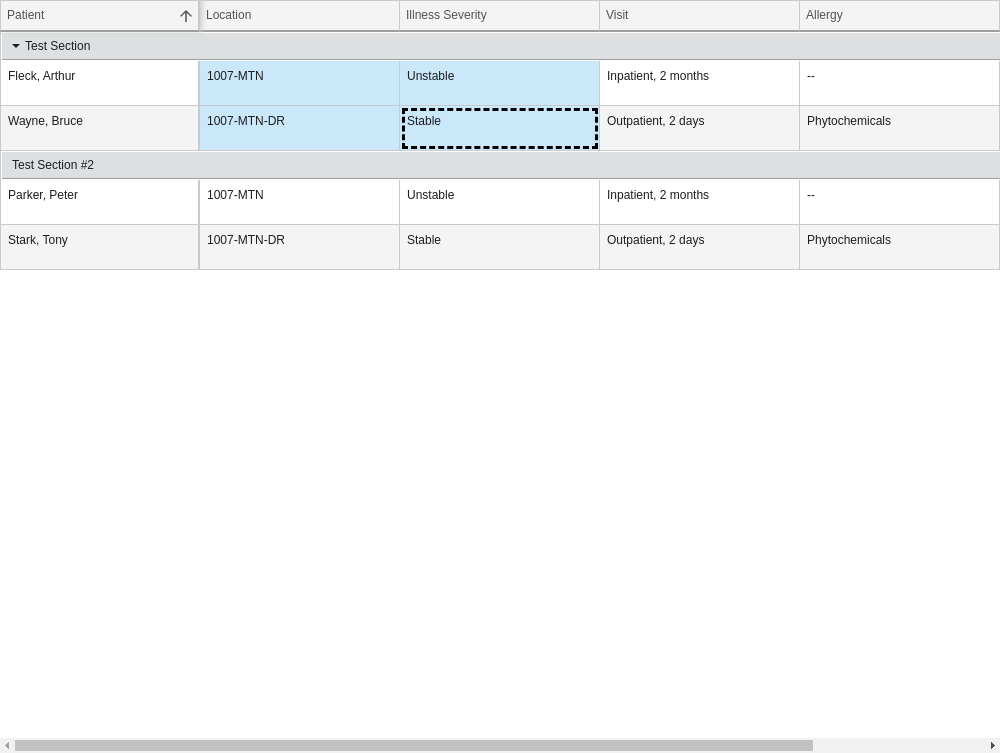 Patient Location Illness Severity Visit Allergy
Test Section
Fleck, Arthur 1007-MTN Unstable Inpatient, 2 months --
Wayne, Bruce 1007-MTN-DR Stable Outpatient, 2 days Phytochemicals
Test Section #2
Parker, Peter 1007-MTN Unstable Inpatient, 2 months --
Stark, Tony 1007-MTN-DR Stable Outpatient, 2 days Phytochemicals